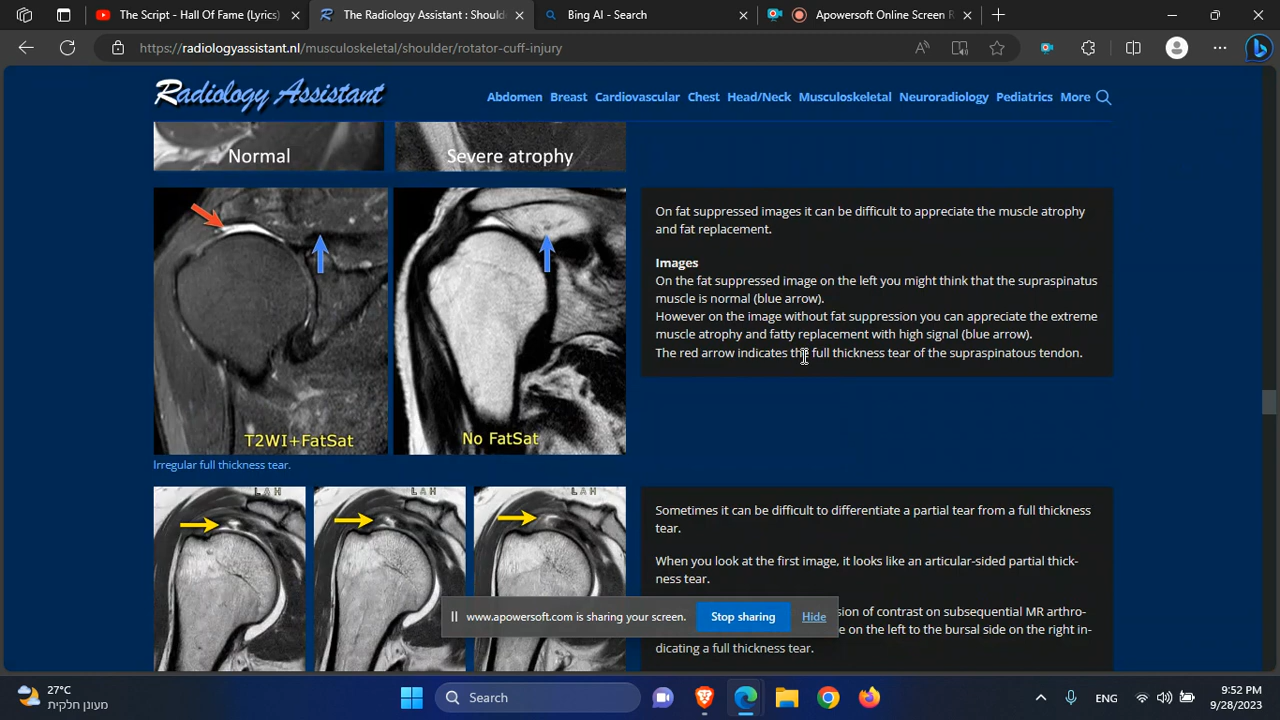 The Script - Hall Of Fame (Lyrics)
The Radiology Assistant : Should
Bing AI - Search
Apowersoft Online Screen R
https://radiologyassistant.nl/musculoskeletal/shoulder/rotator-cuff-injury
Radiology Assistant
Abdomen Breast Cardiovascular Chest Head/Neck Musculoskeletal Neuroradiology Pediatrics More
Normal
Severe atrophy
T2WI+FatSat
No FatSat
On fat suppressed images it can be difficult to appreciate the muscle atrophy
and fat replacement.
Images
On the fat suppressed image on the left you might think that the supraspinatus
muscle is normal (blue arrow).
However on the image without fat suppression you can appreciate the extreme
muscle atrophy and fatty replacement with high signal (blue arrow).
The red arrow indicates the full thickness tear of the supraspinatous tendon.
Irregular full thickness tear.
L A H
L A H
L A H
Sometimes it can be difficult to differentiate a partial tear from a full thickness
tear.
When you look at the first image, it looks like an articular-sided partial thick-
ness tear.
sion of contrast on subsequential MR arthro-
e on the left to the bursal side on the right in-
dicating a full thickness tear.
www.apowersoft.com is sharing your screen.
Stop sharing
Hide
27°C
מעונן חלקית
Search
ENG
9:52 PM
9/28/2023